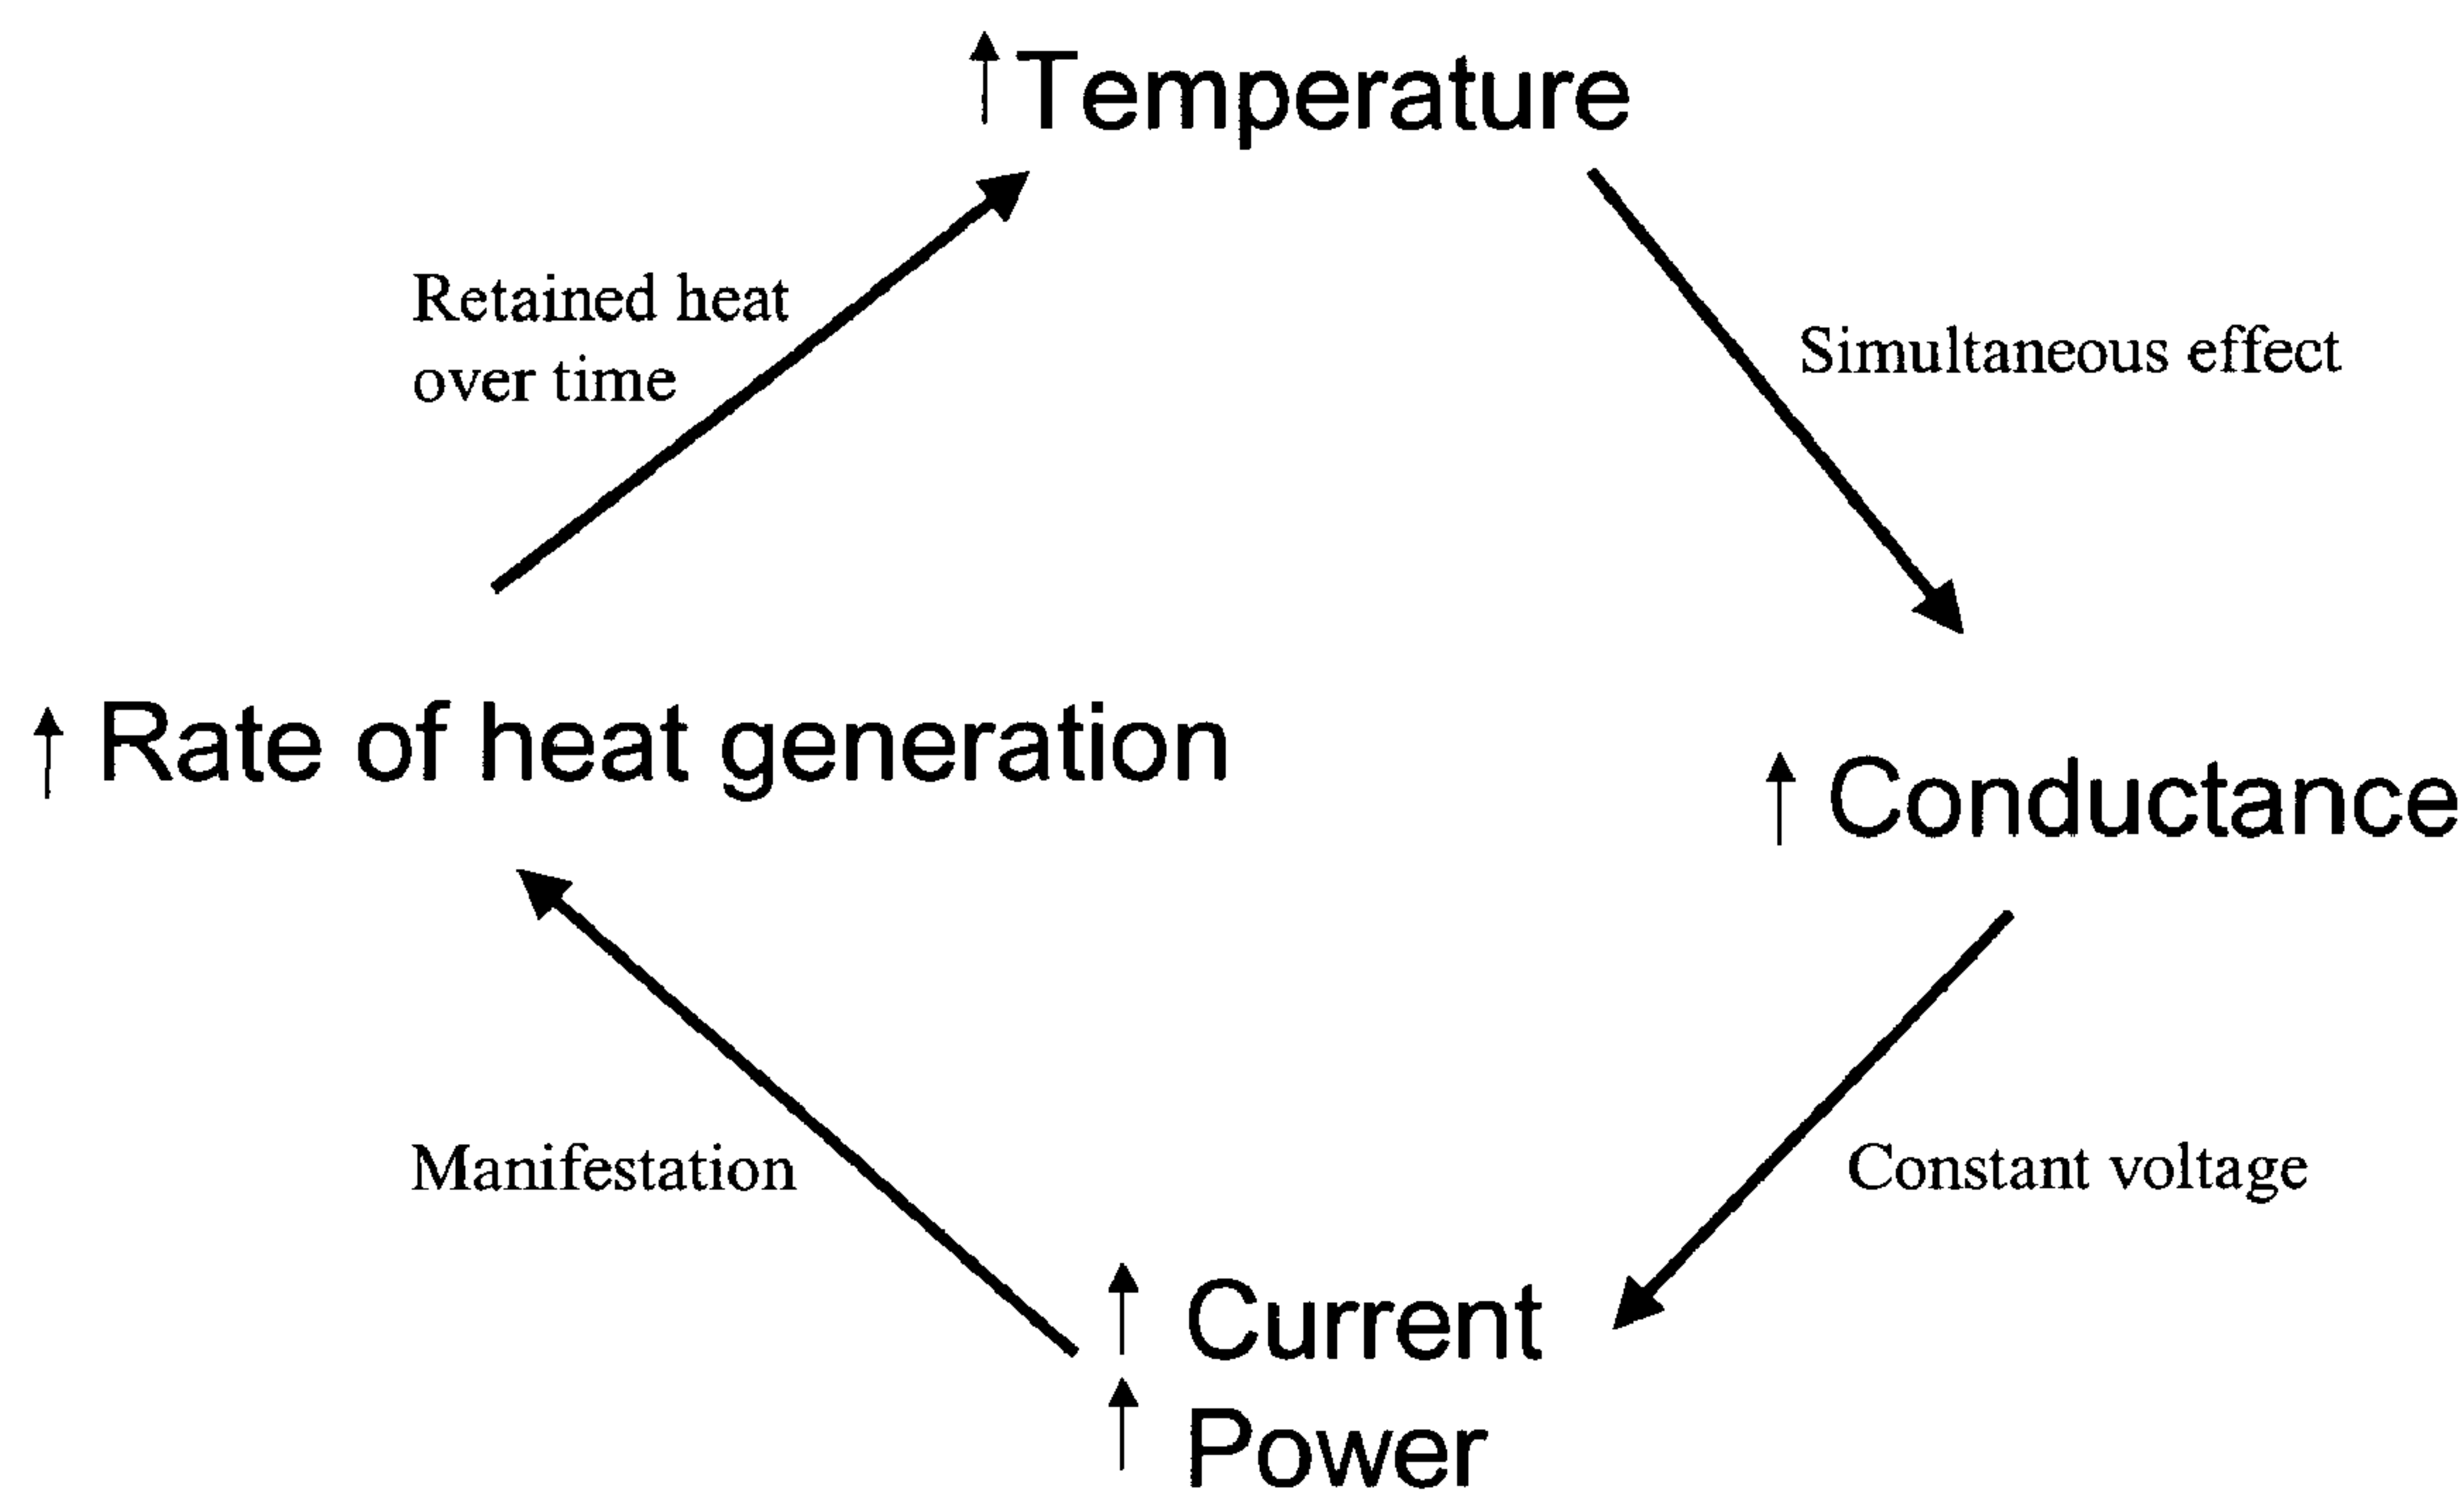 ↑Temperature
Retained heat
over time
Simultaneous effect
↑ Rate of heat generation
↑ Conductance
Manifestation
Constant voltage
↑ Current
↑ Power